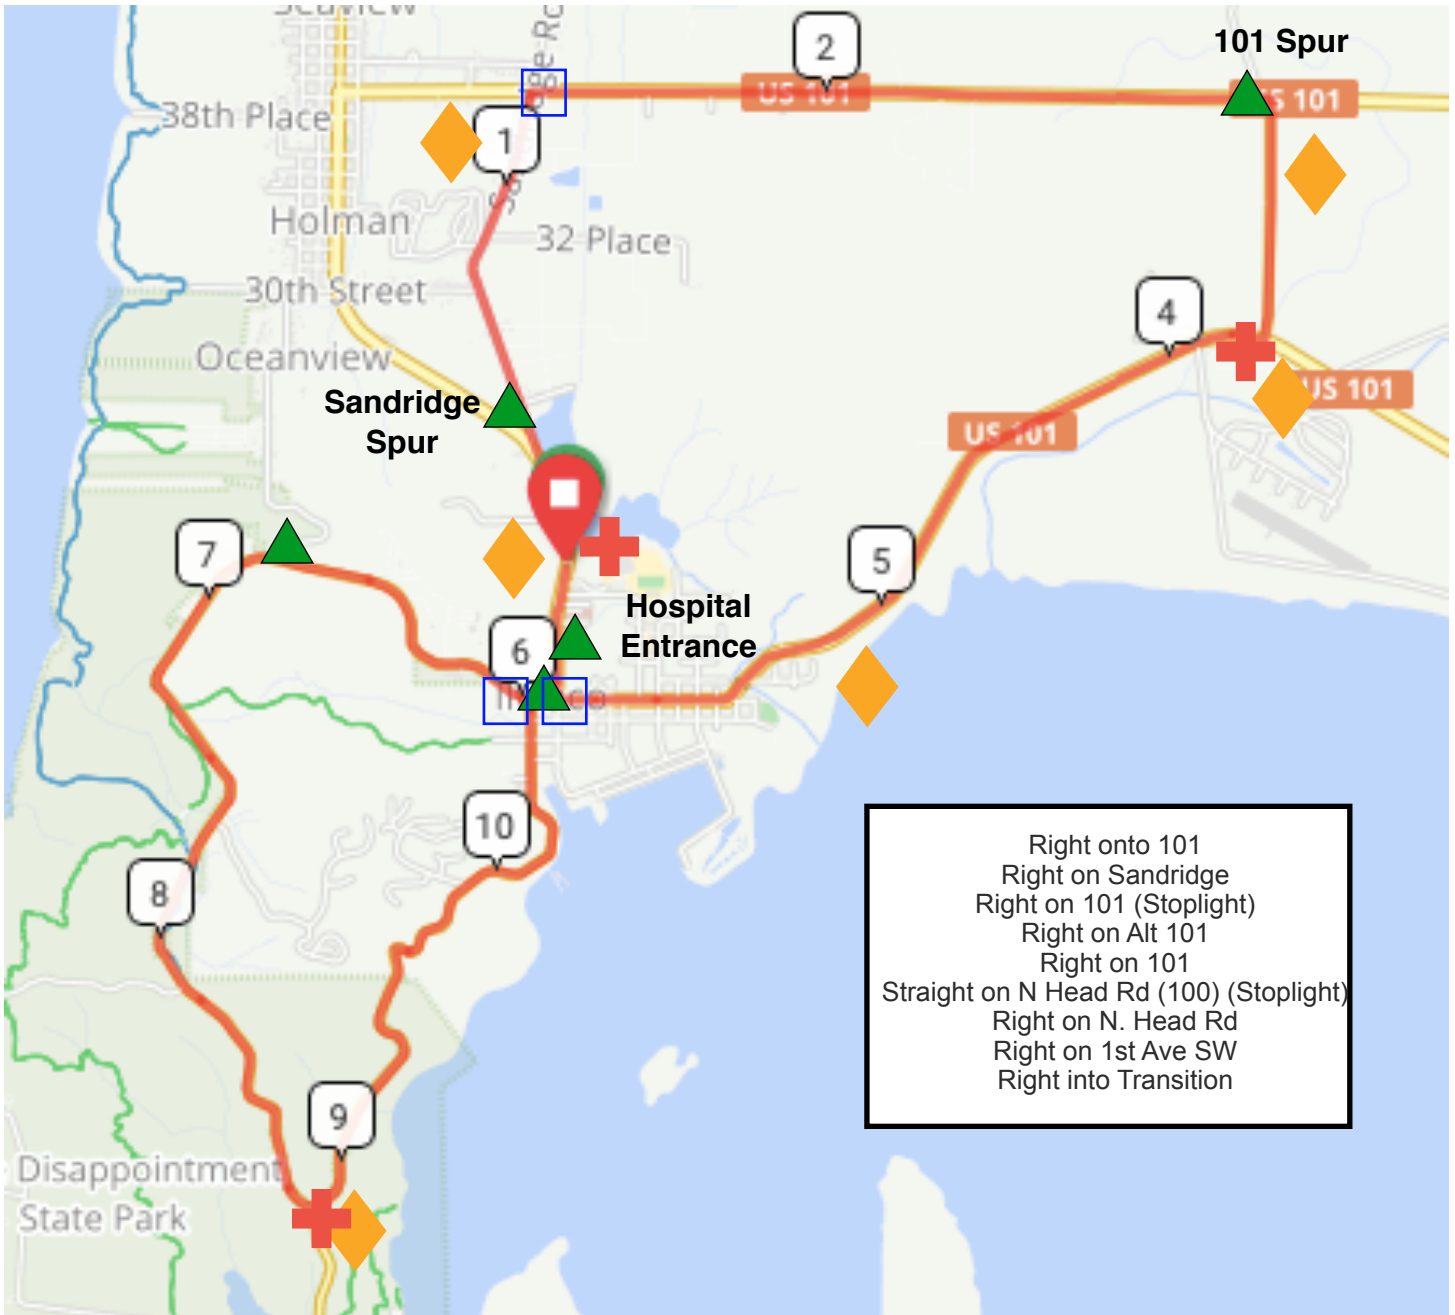 Seaview
2
101 Spur
US 101
US 101
38th Place
1
Holman
32 Place
30th Street
4
Oceanview
US 101
Sandridge
Spur
US 101
7
5
Hospital
Entrance
6
10
8
Right onto 101
Right on Sandridge
Right on 101 (Stoplight)
Right on Alt 101
Right on 101
Straight on N Head Rd (100) (Stoplight)
Right on N. Head Rd
Right on 1st Ave SW
Right into Transition
9
Disappointment
State Park